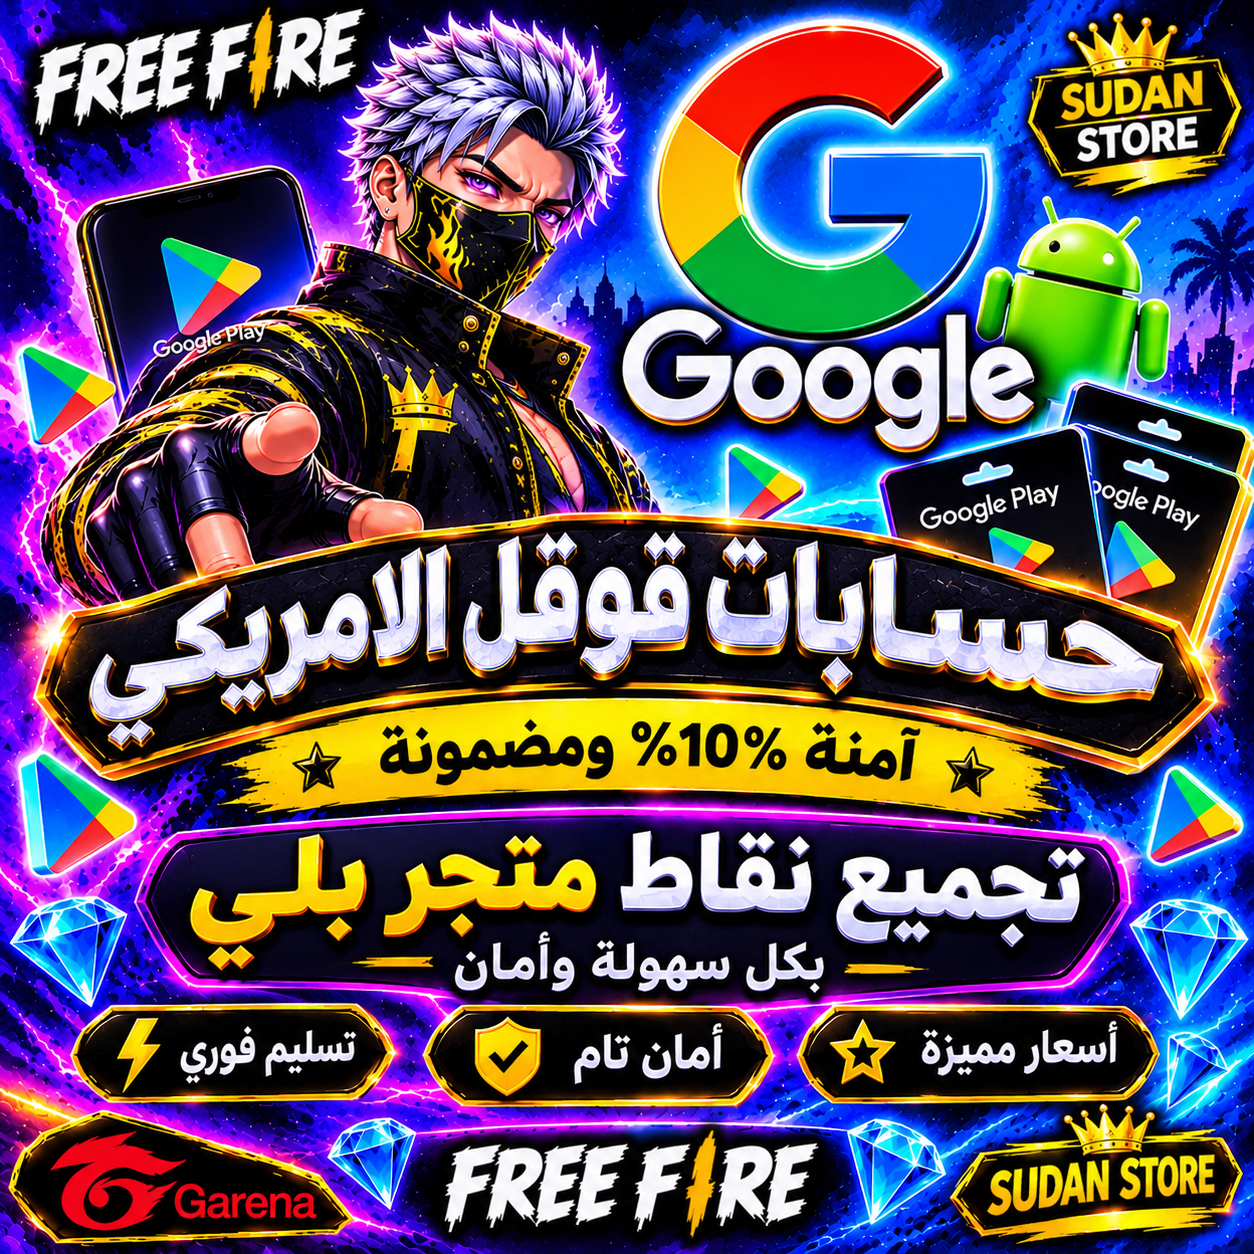 FREE FIRE
SUDAN
STORE
Google Play
Google
Google Play
oogle Play
حسابات قوقل الامريكي
آمنة %10% ومضمونة
تجميع نقاط متجر بلي
بكل سهولة وأمان
أسعار مميزة
أمان تام
تسليم فوري
Garena
FREE FIRE
SUDAN STORE